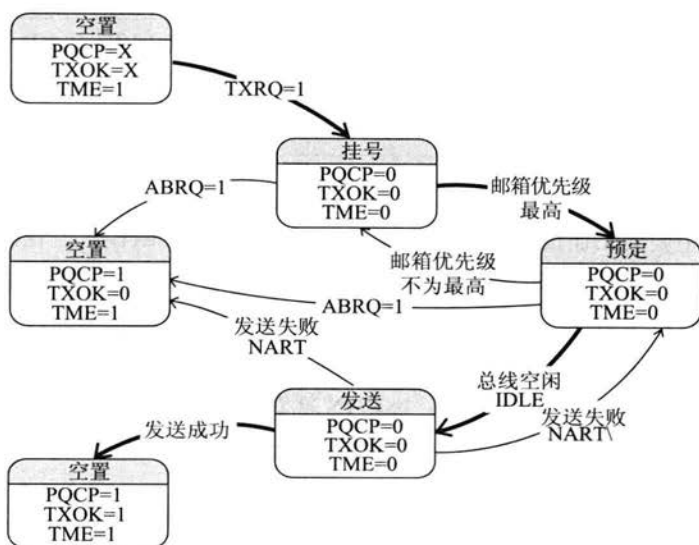 空置
PQCP=X
TXOK=X
TME=1
TXRQ=1
挂号
PQCP=0
TXOK=0
TME=0
ABRQ=1
邮箱优先级
最高
空置
PQCP=1
TXOK=0
TME=1
邮箱优先级
不为最高
预定
PQCP=0
TXOK=0
TME=0
ABRQ=1
发送失败
NART
总线空闲
IDLE
发送
PQCP=0
TXOK=0
TME=0
发送失败
NART\
发送成功
空置
PQCP=1
TXOK=1
TME=1